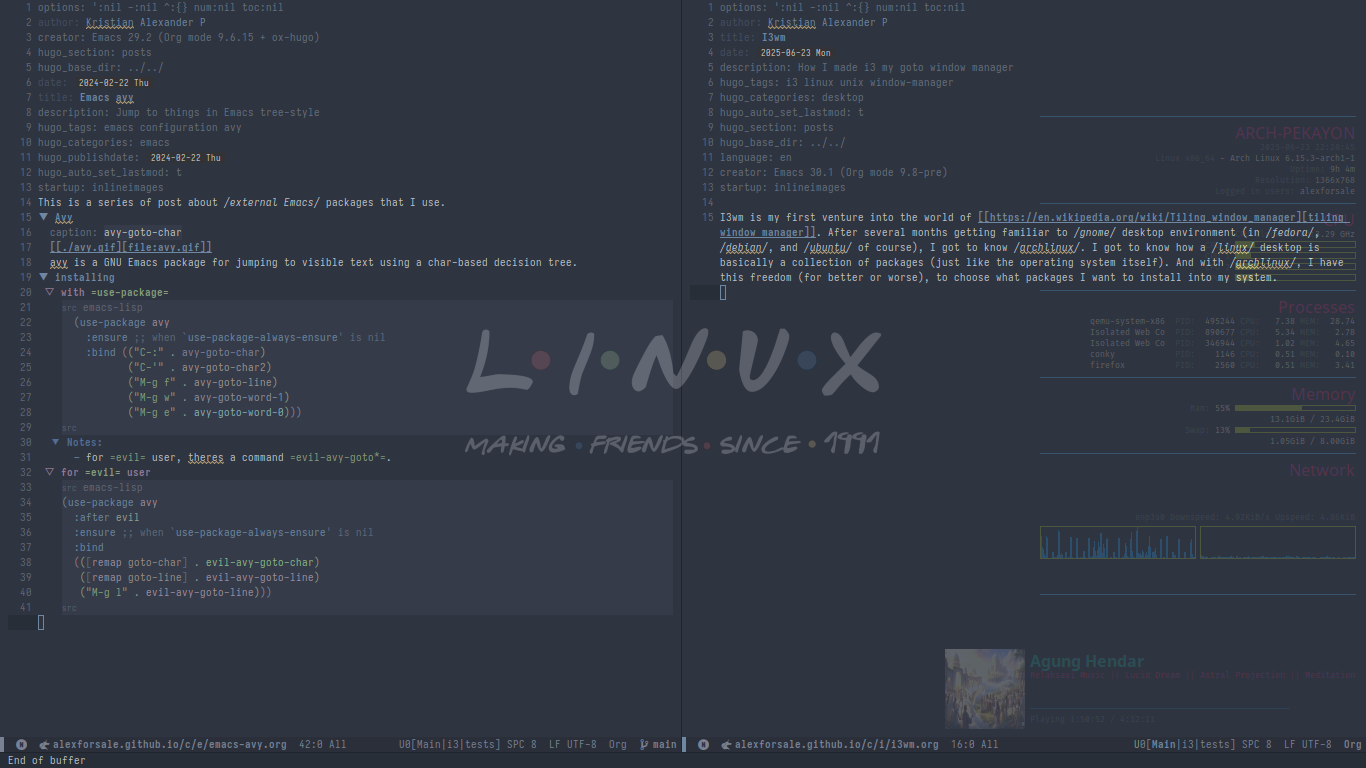 1 options: ':nil -:nil ^:{} num:nil toc:nil
2 author: Kristian Alexander P
3 creator: Emacs 29.2 (Org mode 9.6.15 + ox-hugo)
4 hugo_section: posts
5 hugo_base_dir: ../../
6 date: 2024-02-22 Thu
7 title: Emacs avy
8 description: Jump to things in Emacs tree-style
9 hugo_tags: emacs configuration avy
10 hugo_categories: emacs
11 hugo_publishdate: 2024-02-22 Thu
12 hugo_auto_set_lastmod: t
13 startup: inlineimages
14 This is a series of post about /external Emacs/ packages that I use.
15 ▼ Avy
16 caption: avy-goto-char
17 [[./avy.gif][file:avy.gif]]
18 avy is a GNU Emacs package for jumping to visible text using a char-based decision tree.
19 ▼ installing
20 ▽ with =use-package=
21 src emacs-lisp
22 (use-package avy
23 :ensure ;; when `use-package-always-ensure' is nil
24 :bind (("C-:" . avy-goto-char)
25 ("C-'" . avy-goto-char2)
26 ("M-g f" . avy-goto-line)
27 ("M-g w" . avy-goto-word-1)
28 ("M-g e" . avy-goto-word-0)))
29 src
30 ▼ Notes:
31 - for =evil= user, theres a command =evil-avy-goto*=.
32 ▽ for =evil= user
33 src emacs-lisp
34 (use-package avy
35 :after evil
36 :ensure ;; when `use-package-always-ensure' is nil
37 :bind
38 (([remap goto-char] . evil-avy-goto-char)
39 ([remap goto-line] . evil-avy-goto-line)
40 ("M-g l" . evil-avy-goto-line)))
41 src
alexforsale.github.io/c/e/emacs-avy.org 42:0 All U0[Main|i3|tests] SPC 8 LF UTF-8 Org main
1 options: ':nil -:nil ^:{} num:nil toc:nil
2 author: Kristian Alexander P
3 title: I3wm
4 date: 2025-06-23 Mon
5 description: How I made i3 my goto window manager
6 hugo_tags: i3 linux unix window-manager
7 hugo_categories: desktop
8 hugo_auto_set_lastmod: t
9 hugo_section: posts
10 hugo_base_dir: ../../
11 language: en
12 creator: Emacs 30.1 (Org mode 9.8-pre)
13 startup: inlineimages
14
15 I3wm is my first venture into the world of [[https://en.wikipedia.org/wiki/Tiling_window_manager][tiling
window manager]]. After several months getting familiar to /gnome/ desktop environment (in /fedora/,
/debian/, and /ubuntu/ of course), I got to know /archlinux/. I got to know how a /linux/ desktop is
basically a collection of packages (just like the operating system itself). And with /archlinux/, I have
this freedom (for better or worse), to choose what packages I want to install into my system.
alexforsale.github.io/c/i/i3wm.org 16:0 All U0[Main|i3|tests] SPC 8 LF UTF-8 Org
End of buffer
L·I·N·U·X
MAKING · FRIENDS · SINCE · 1991
ARCH-PEKAYON
- Arch Linux 6.15.3-arch1-1
Uptime: 9h 4m
Resolution: 1366x768
Logged in users: alexforsale
Processes
qemu-system-x86 PID: 495244 CPU: 7.38 MEM: 28.74
Isolated Web Co PID: 890677 CPU: 5.34 MEM: 2.78
Isolated Web Co PID: 346944 CPU: 1.02 MEM: 4.65
conky PID: 1146 CPU: 0.51 MEM: 0.10
firefox PID: 2560 CPU: 0.51 MEM: 3.41
Memory
Ram: 55%
13.1GiB / 23.4GiB
Swap: 13%
1.05GiB / 8.00GiB
Network
Agung Hendar